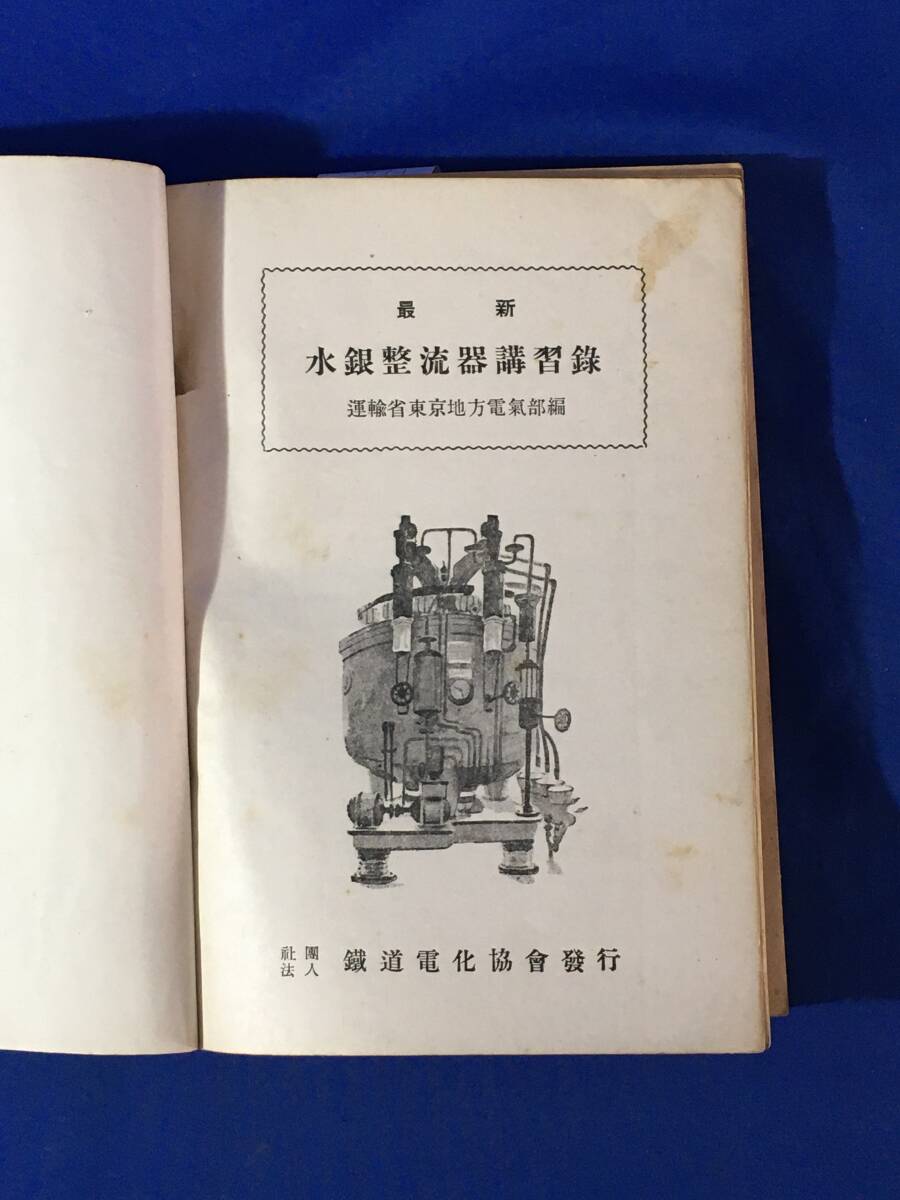 最新
水銀整流器講習錄
運輸省東京地方電氣部編
社團法人 鐵道電化協會發行